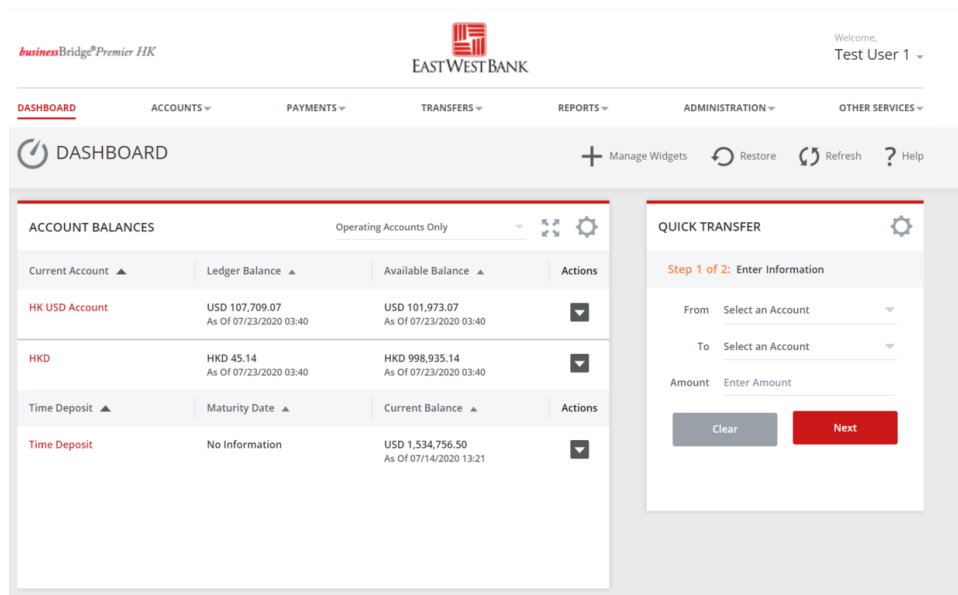 businessBridge® Premier HK
EASTWEST BANK
Welcome,
Test User 1
DASHBOARD ACCOUNTS PAYMENTS TRANSFERS REPORTS ADMINISTRATION OTHER SERVICES
DASHBOARD
Manage Widgets Restore Refresh ? Help
ACCOUNT BALANCES Operating Accounts Only
Current Account Ledger Balance Available Balance Actions
HK USD Account USD 107,709.07 USD 101,973.07
As Of 07/23/2020 03:40 As Of 07/23/2020 03:40
HKD HKD 45.14 HKD 998,935.14
As Of 07/23/2020 03:40 As Of 07/23/2020 03:40
Time Deposit Maturity Date Current Balance Actions
Time Deposit No Information USD 1,534,756.50
As Of 07/14/2020 13:21
QUICK TRANSFER
Step 1 of 2: Enter Information
From Select an Account
To Select an Account
Amount Enter Amount
Clear Next